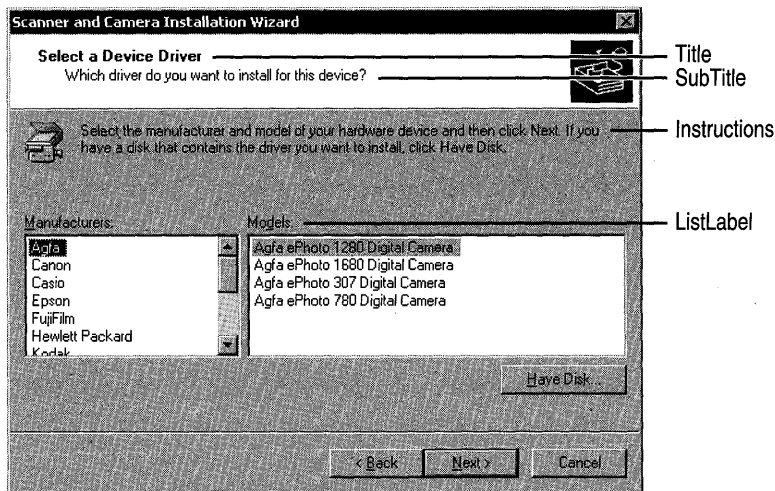 Scanner and Camera Installation Wizard
Select a Device Driver
Title
Which driver do you want to install for this device?
SubTitle
Select the manufacturer and model of your hardware device and then click Next. If you
Instructions
have a disk that contains the driver you want to install, click Have Disk.
Manufacturers:
Models:
ListLabel
Agfa
Canon
Casio
Epson
FujiFilm
Hewlett Packard
Kodak
Agfa ePhoto 1280 Digital Camera
Agfa ePhoto 1680 Digital Camera
Agfa ePhoto 307 Digital Camera
Agfa ePhoto 780 Digital Camera
Have Disk...
< Back
Next >
Cancel